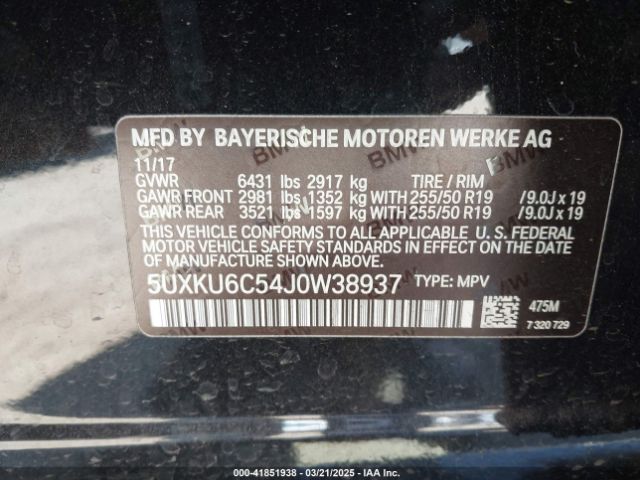 MFD BY BAYERISCHE MOTOREN WERKE AG
11/17
GVWR 6431 lbs 2917 kg TIRE / RIM
GAWR FRONT 2981 lbs 1352 kg WITH 255/50 R19 /9.0J x 19
GAWR REAR 3521 lbs 1597 kg WITH 255/50 R19 /9.0J x 19
THIS VEHICLE CONFORMS TO ALL APPLICABLE U. S. FEDERAL
MOTOR VEHICLE SAFETY STANDARDS IN EFFECT ON THE DATE
OF MANUFACTURE SHOWN ABOVE.
5UXKU6C54J0W38937 TYPE: MPV
475M
7 320 729
STOCK: 41851938 — 03/21/2025 — IAA Inc.